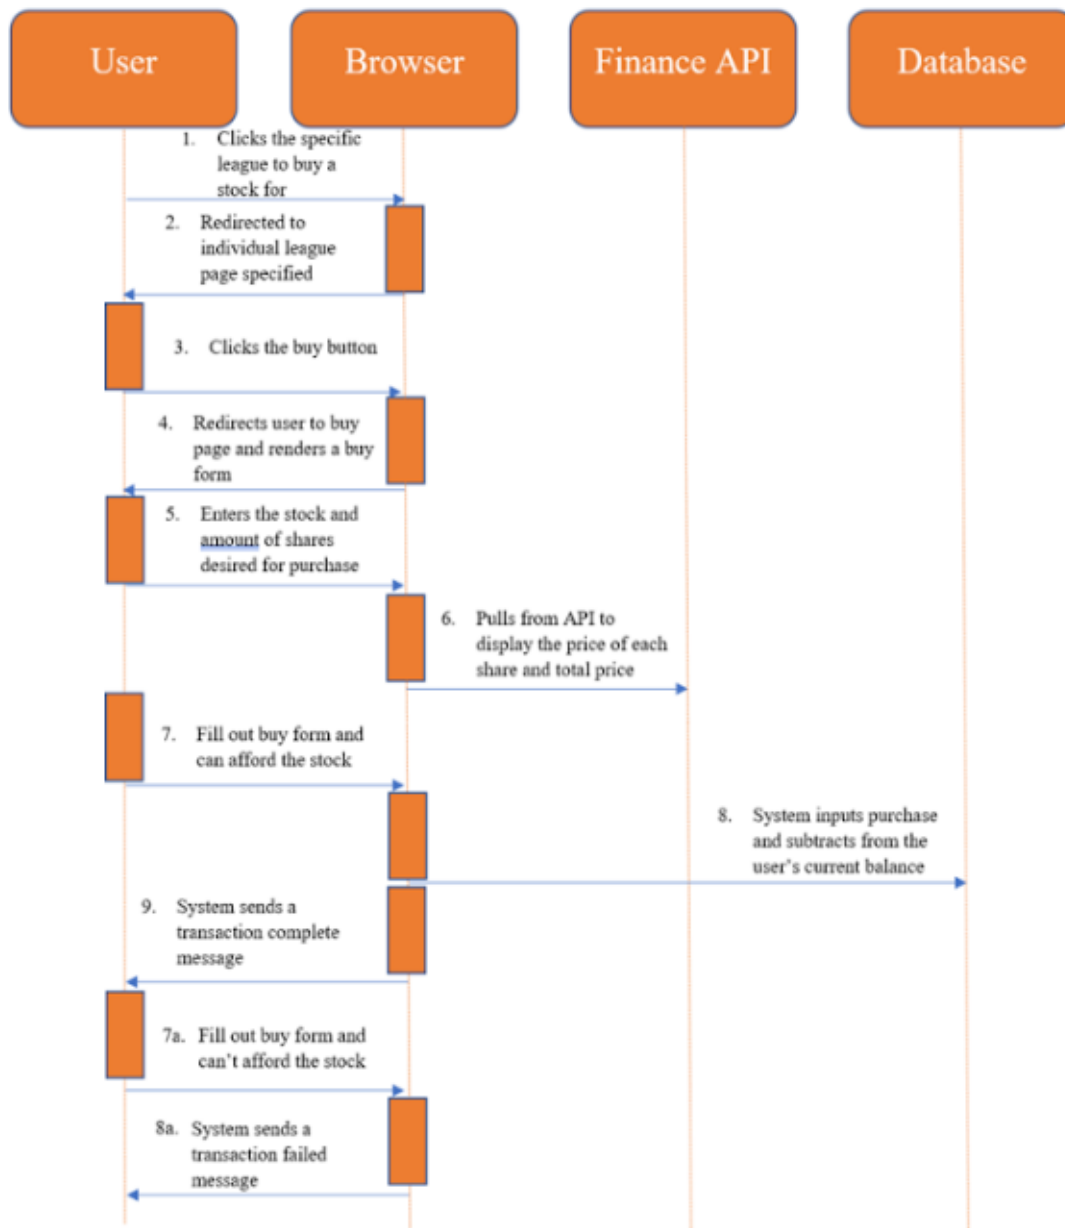 User
Browser
Finance API
Database
1. Clicks the specific
league to buy a
stock for
2. Redirected to
individual league
page specified
3. Clicks the buy button
4. Redirects user to buy
page and renders a buy
form
5. Enters the stock and
amount of shares
desired for purchase
6. Pulls from API to
display the price of each
share and total price
7. Fill out buy form and
can afford the stock
8. System inputs purchase
and subtracts from the
user's current balance
9. System sends a
transaction complete
message
7a. Fill out buy form and
can't afford the stock
8a. System sends a
transaction failed
message